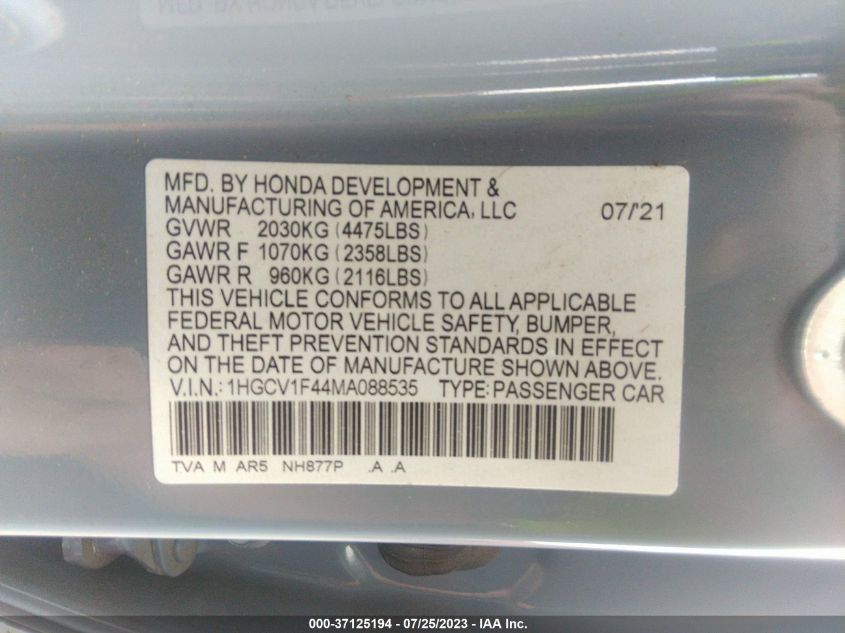 MFD. BY HONDA DEVELOPMENT &
MANUFACTURING OF AMERICA, LLC 07/'21
GVWR 2030KG (4475LBS)
GAWR F 1070KG (2358LBS)
GAWR R 960KG (2116LBS)
THIS VEHICLE CONFORMS TO ALL APPLICABLE
FEDERAL MOTOR VEHICLE SAFETY, BUMPER,
AND THEFT PREVENTION STANDARDS IN EFFECT
ON THE DATE OF MANUFACTURE SHOWN ABOVE.
V.I.N.: 1HGCV1F44MA088535 TYPE: PASSENGER CAR
TVA M AR5 NH877P .A .A
000-37125194 - 07/25/2023 - IAA Inc.